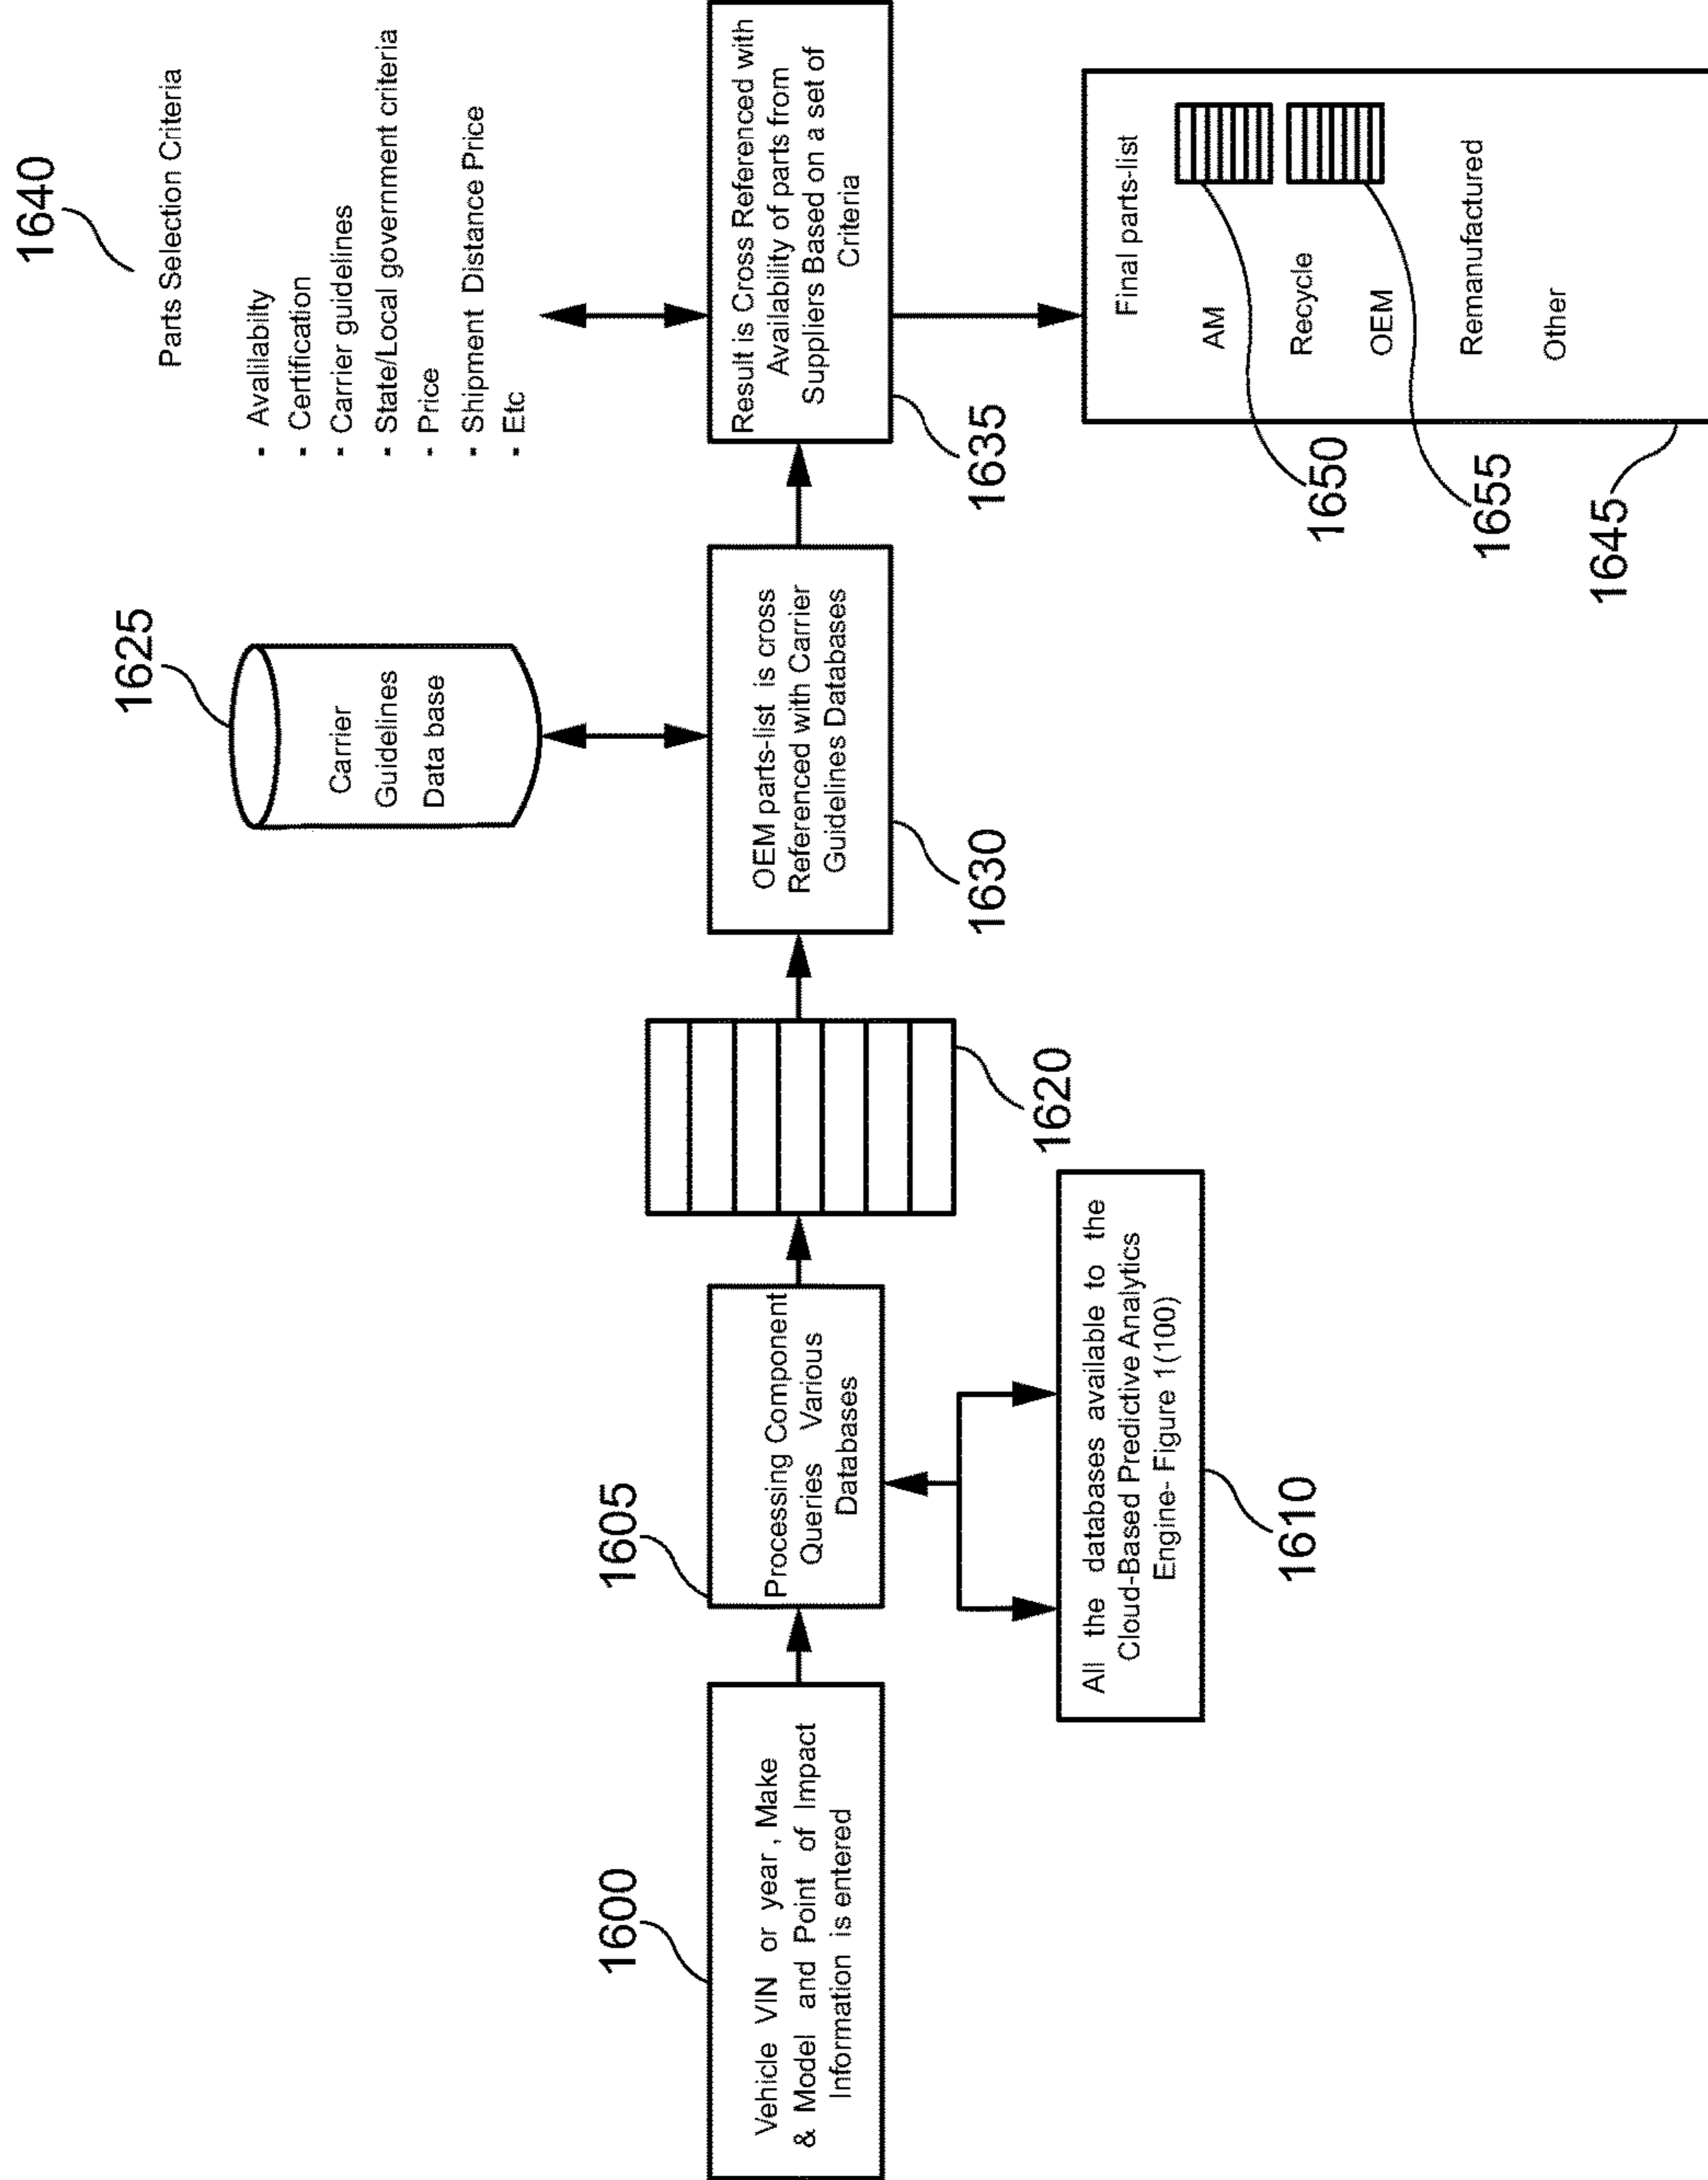 1640
Parts Selection Criteria
- Avalilabilty
- Certification
- Carrier guidelines
- State/Local government criteria
- Price
- Shipment Distance Price
- Etc
1625
Carrier
Guidelines
Data base
1600
Vehicle VIN or year, Make
& Model and Point of Impact
Information is entered
1605
Processing Component
Queries Various
Databases
OEM parts-list is cross
Referenced with Carrier
Guidelines Databases
1630
Result is Cross Referenced with
Availability of parts from
Suppliers Based on a set of
Criteria
1635
1620
All the databases available to the
Cloud-Based Predictive Analytics
Engine- Figure 1(100)
1610
Final parts-list
AM
Recycle
OEM
Remanufactured
Other
1650
1655
1645